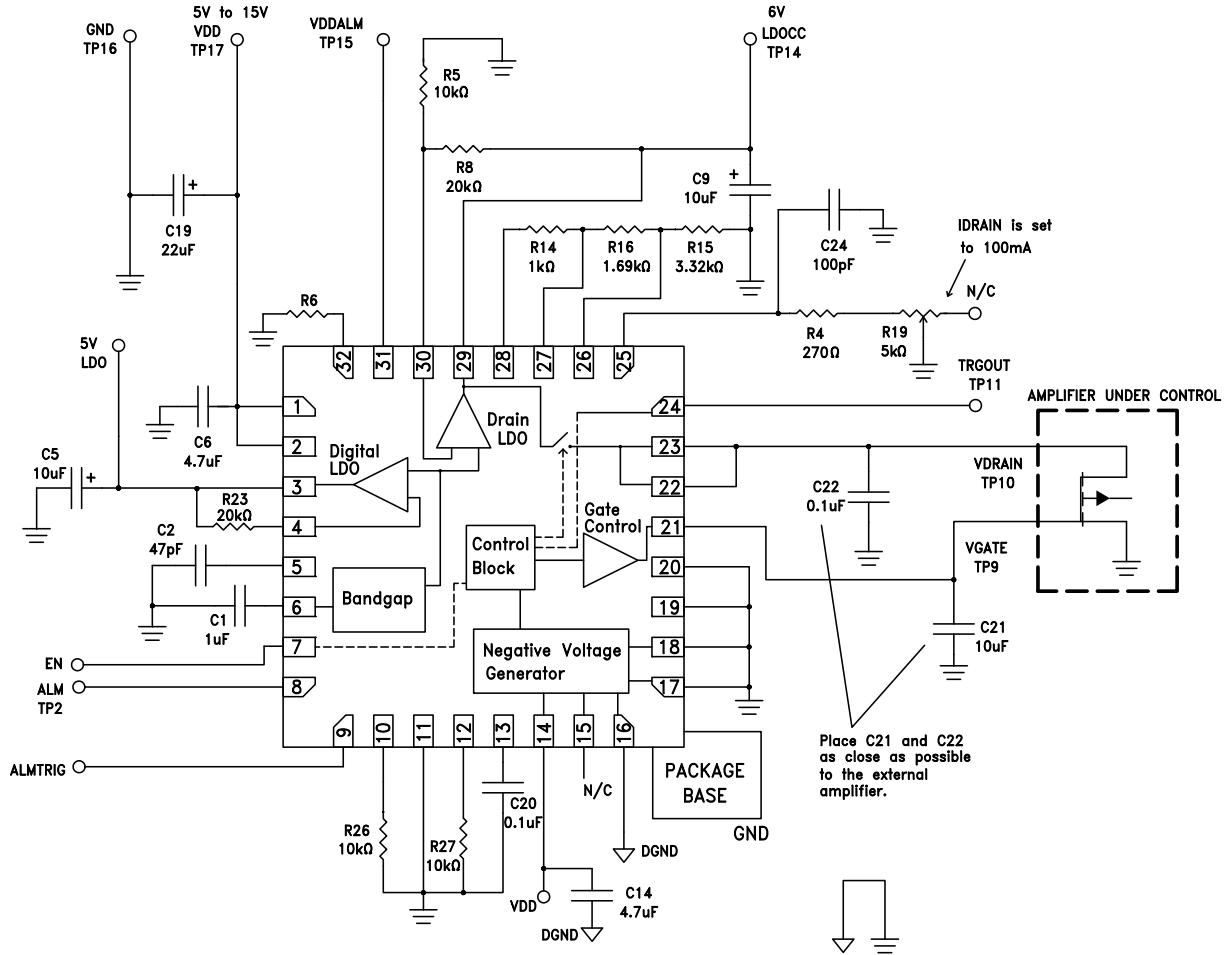 5V to 15V
GND
TP16
VDD
TP17
VDDALM
TP15
6V
LDOCC
TP14
R5
10kΩ
R8
20kΩ
C9
10uF
+
C19
22uF
+
R14
1kΩ
R16
1.69kΩ
R15
3.32kΩ
C24
100pF
IDRAIN is set
to 100mA
N/C
R6
R4
270Ω
R19
5kΩ
5V
LDO
32
31
30
29
28
27
26
25
TRGOUT
TP11
AMPLIFIER UNDER CONTROL
1
2
3
4
5
6
7
8
C6
4.7uF
C5
10uF
+
R23
20kΩ
C2
47pF
C1
1uF
Digital
LDO
Drain
LDO
Gate
Control
Control
Block
Bandgap
Negative Voltage
Generator
24
23
22
21
20
19
18
17
C22
0.1uF
VDRAIN
TP10
VGATE
TP9
C21
10uF
EN
ALM
TP2
ALMTRIG
9
10
11
12
13
14
15
16
Place C21 and C22
as close as possible
to the external
amplifier.
PACKAGE
BASE
GND
N/C
C20
0.1uF
R26
10kΩ
R27
10kΩ
DGND
VDD
C14
4.7uF
DGND